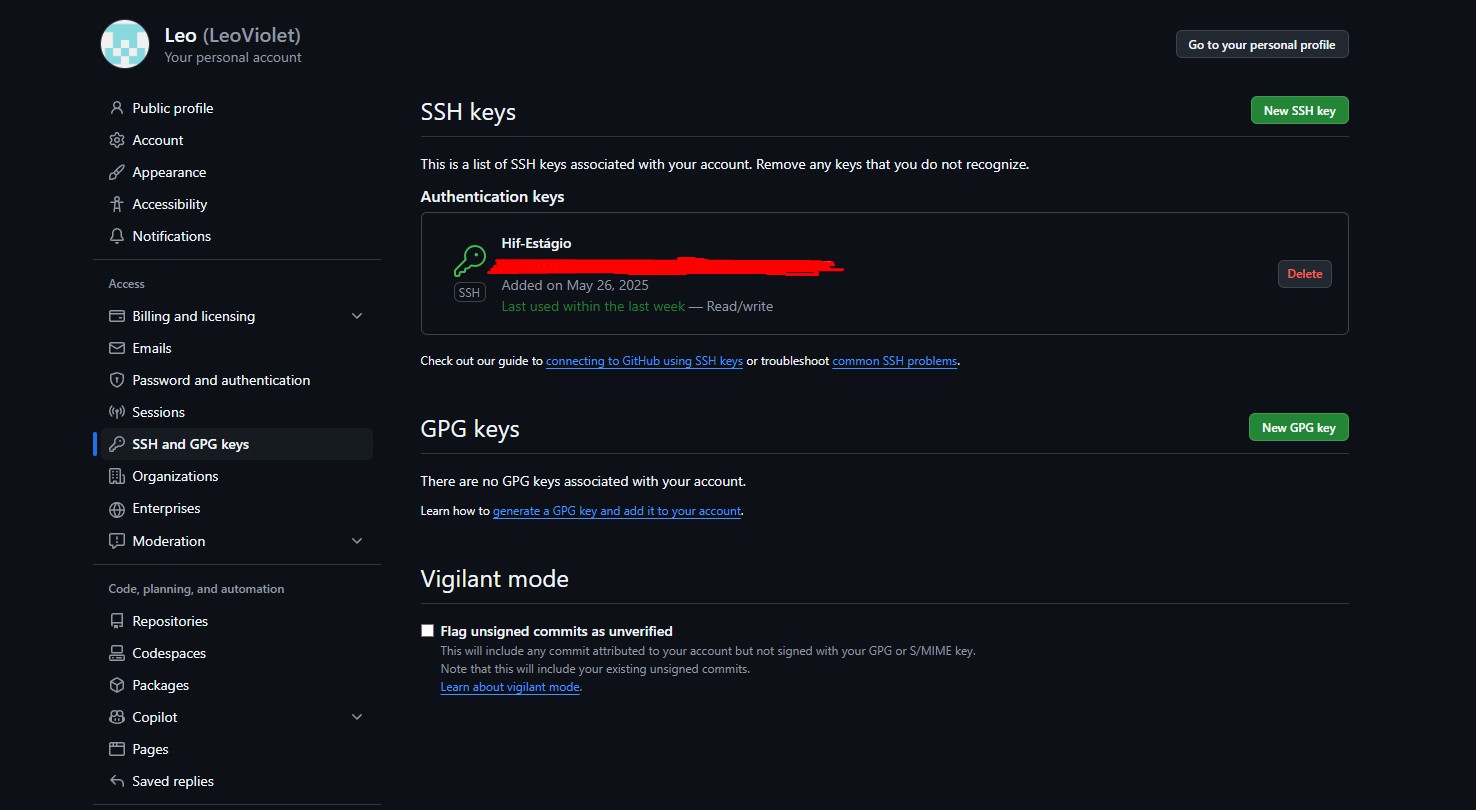 Leo (LeoViolet)
Your personal account
Go to your personal profile
Public profile
Account
Appearance
Accessibility
Notifications
Access
Billing and licensing
Emails
Password and authentication
Sessions
SSH and GPG keys
Organizations
Enterprises
Moderation
Code, planning, and automation
Repositories
Codespaces
Packages
Copilot
Pages
Saved replies
SSH keys
New SSH key
This is a list of SSH keys associated with your account. Remove any keys that you do not recognize.
Authentication keys
Hif-Estágio
SSH
Added on May 26, 2025
Last used within the last week — Read/write
Delete
Check out our guide to connecting to GitHub using SSH keys or troubleshoot common SSH problems.
GPG keys
New GPG key
There are no GPG keys associated with your account.
Learn how to generate a GPG key and add it to your account.
Vigilant mode
Flag unsigned commits as unverified
This will include any commit attributed to your account but not signed with your GPG or S/MIME key.
Note that this will include your existing unsigned commits.
Learn about vigilant mode.